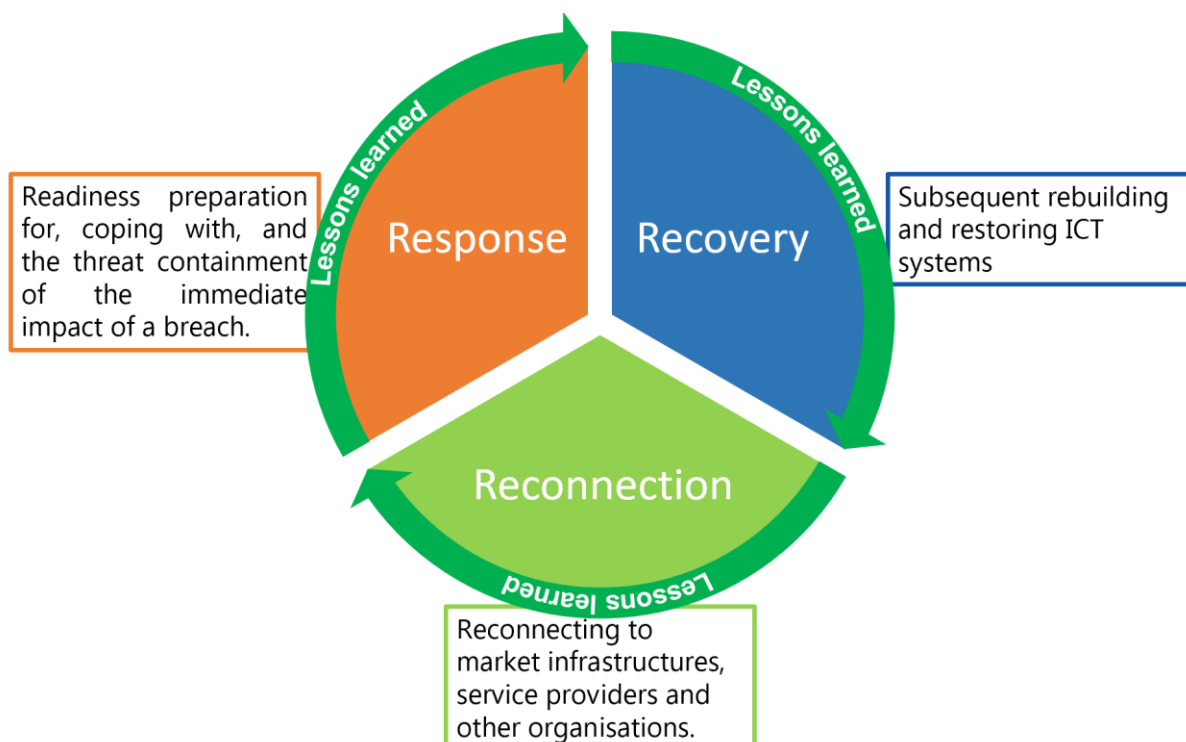 Lessons learned
Lessons learned
Readiness preparation
for, coping with, and
the threat containment
of the immediate
impact of a breach.
Response
Recovery
Subsequent rebuilding
and restoring ICT
systems
Reconnection
Lessons learned
Reconnecting to
market infrastructures,
service providers and
other organisations.